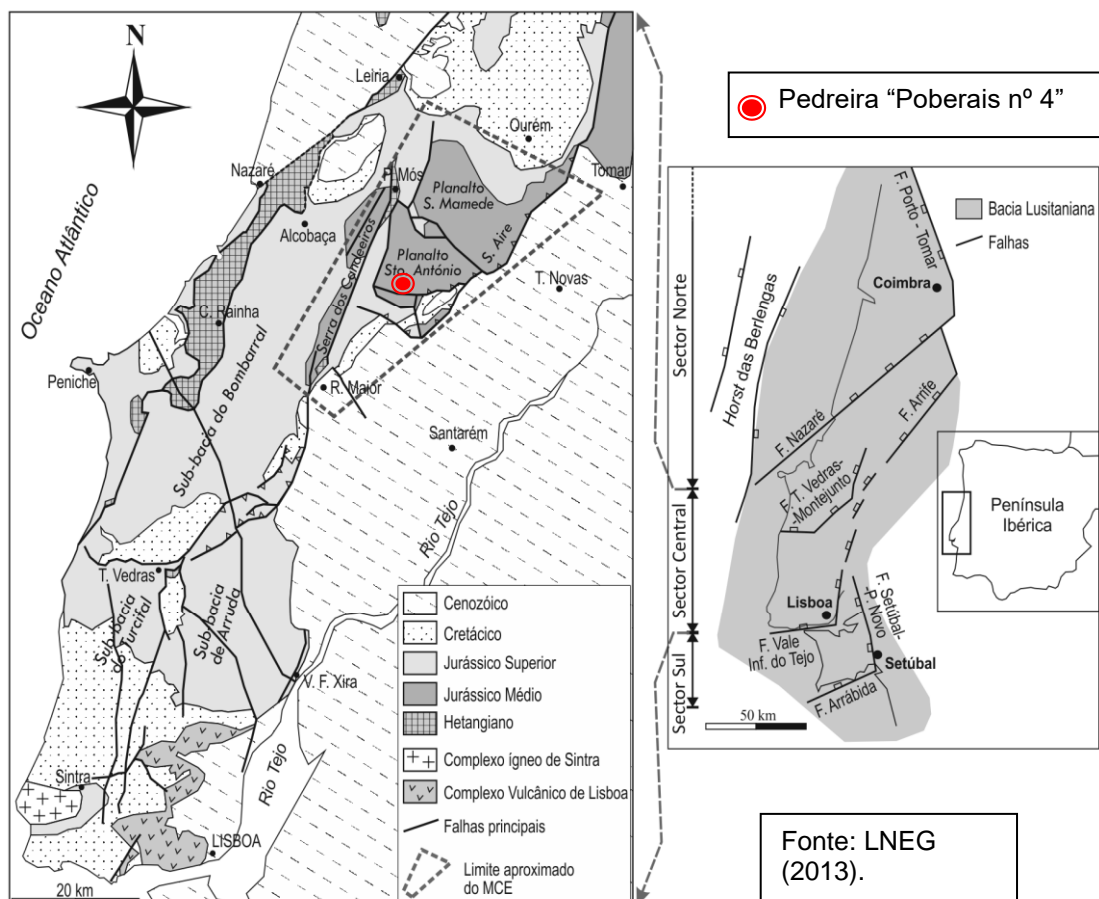 N
Leiria
Ourém
Nazaré
P. Mós
Planalto
S. Mamede
Tomar
Oceano Atlântico
Alcobaça
Serra dos Candeeiros
Planalto
Sto. António
S. Aire
T. Novas
C. Rainha
Sub-bacia do Bombarral
Peniche
R. Maior
Santarém
Rio Tejo
T. Vedras
Sub-bacia
do Turcifal
Sub-bacia
de Arruda
V. F. Xira
Rio Tejo
Sintra
LISBOA
20 km
Cenozóico
Cretácico
Jurássico Superior
Jurássico Médio
Hetangiano
Complexo ígneo de Sintra
Complexo Vulcânico de Lisboa
Falhas principais
Limite aproximado
do MCE
Pedreira “Poberais nº 4”
Sector Norte
Sector Central
Sector Sul
Bacia Lusitaniana
Falhas
F. Porto - Tomar
Coimbra
Horst das Berlengas
F. Nazaré
F. Arrife
F. T. Vedras-
-Montejunto
Península
Ibérica
Lisboa
F. Setúbal-
-P. Novo
F. Vale
Inf. do Tejo
Setúbal
F. Arrábida
50 km
Fonte: LNEG
(2013).